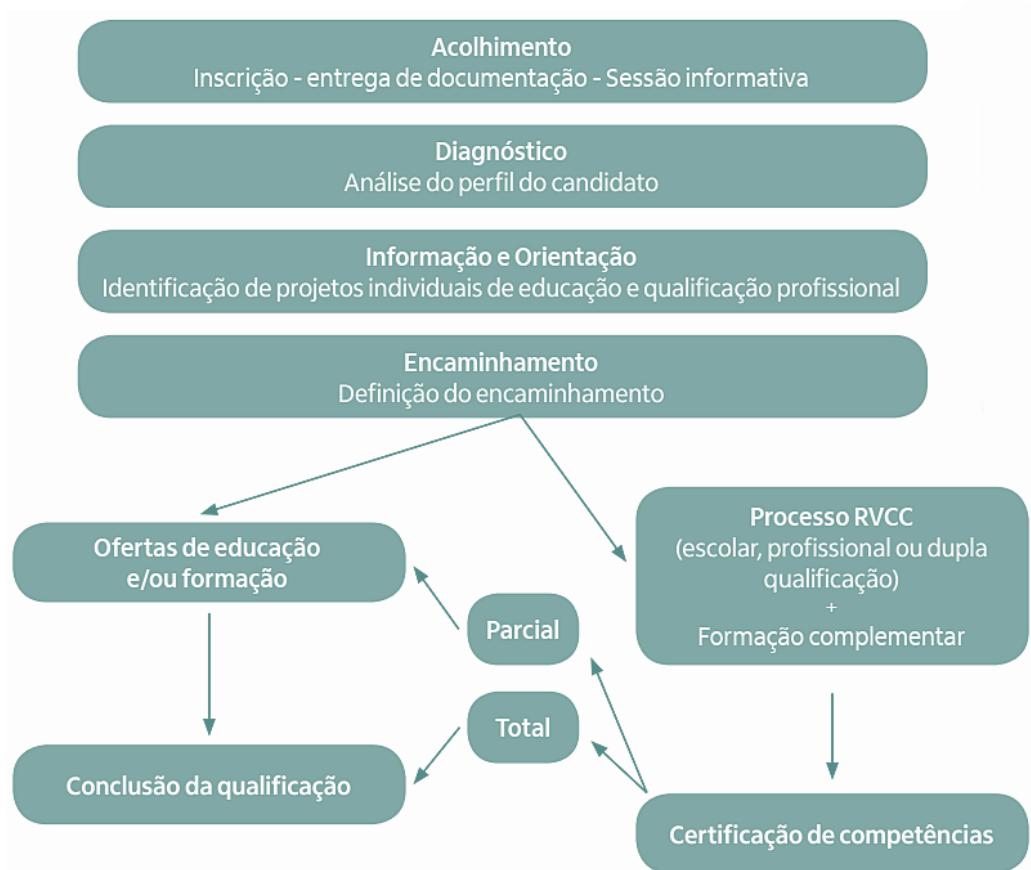 Acolhimento
Inscrição - entrega de documentação - Sessão informativa
Diagnóstico
Análise do perfil do candidato
Informação e Orientação
Identificação de projetos individuais de educação e qualificação profissional
Encaminhamento
Definição do encaminhamento
Ofertas de educação
e/ou formação
Processo RVCC
(escolar, profissional ou dupla
qualificação)
+
Formação complementar
Parcial
Total
Conclusão da qualificação
Certificação de competências